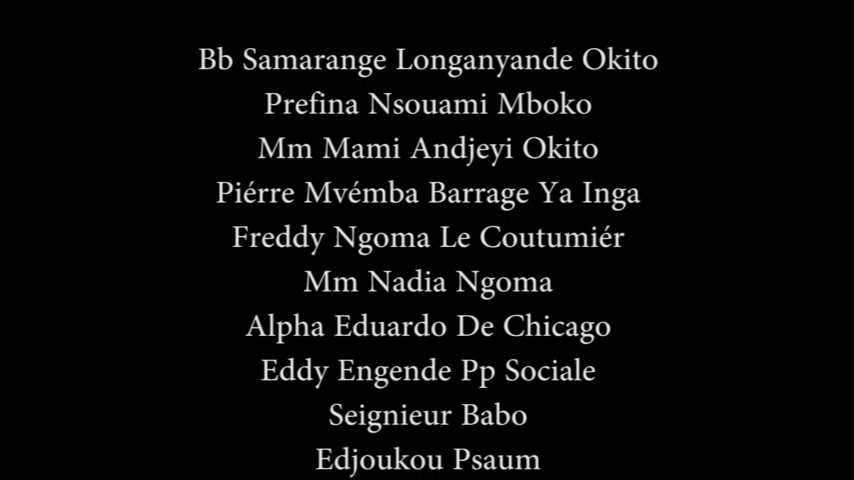 Bb Samarange Longanyande Okito
Prefina Nsouami Mboko
Mm Mami Andjeyi Okito
Piérre Mvémba Barrage Ya Inga
Freddy Ngoma Le Coutumiér
Mm Nadia Ngoma
Alpha Eduardo De Chicago
Eddy Engende Pp Sociale
Seignieur Babo
Edjoukou Psaum